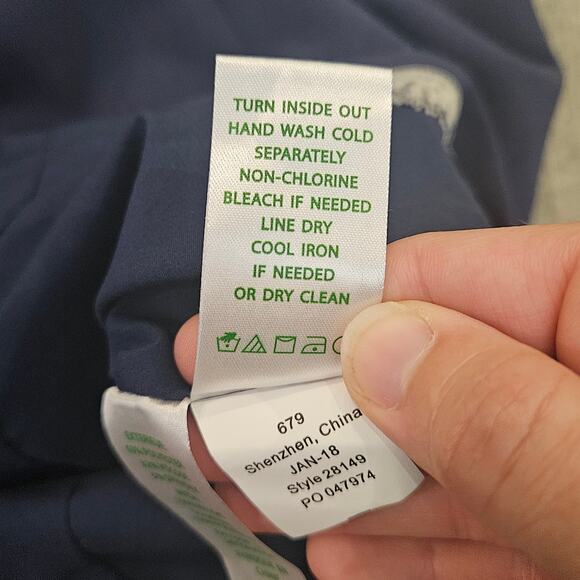 TURN INSIDE OUT
HAND WASH COLD
SEPARATELY
NON-CHLORINE
BLEACH IF NEEDED
LINE DRY
COOL IRON
IF NEEDED
OR DRY CLEAN
679
Shenzhen, China
JAN-18
Style 28149
PO 047974
EXTERIOR